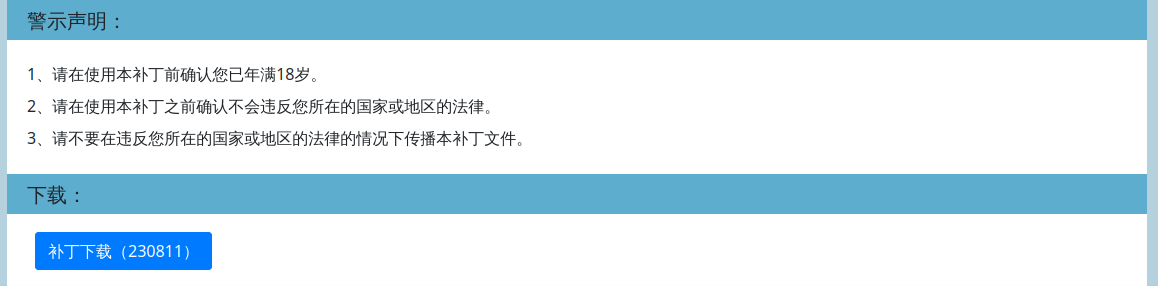 警示声明：
1、请在使用本补丁前确认您已年满18岁。
2、请在使用本补丁之前确认不会违反您所在的国家或地区的法律。
3、请不要在违反您所在的国家或地区的法律的情况下传播本补丁文件。
下载：
补丁下载（230811）